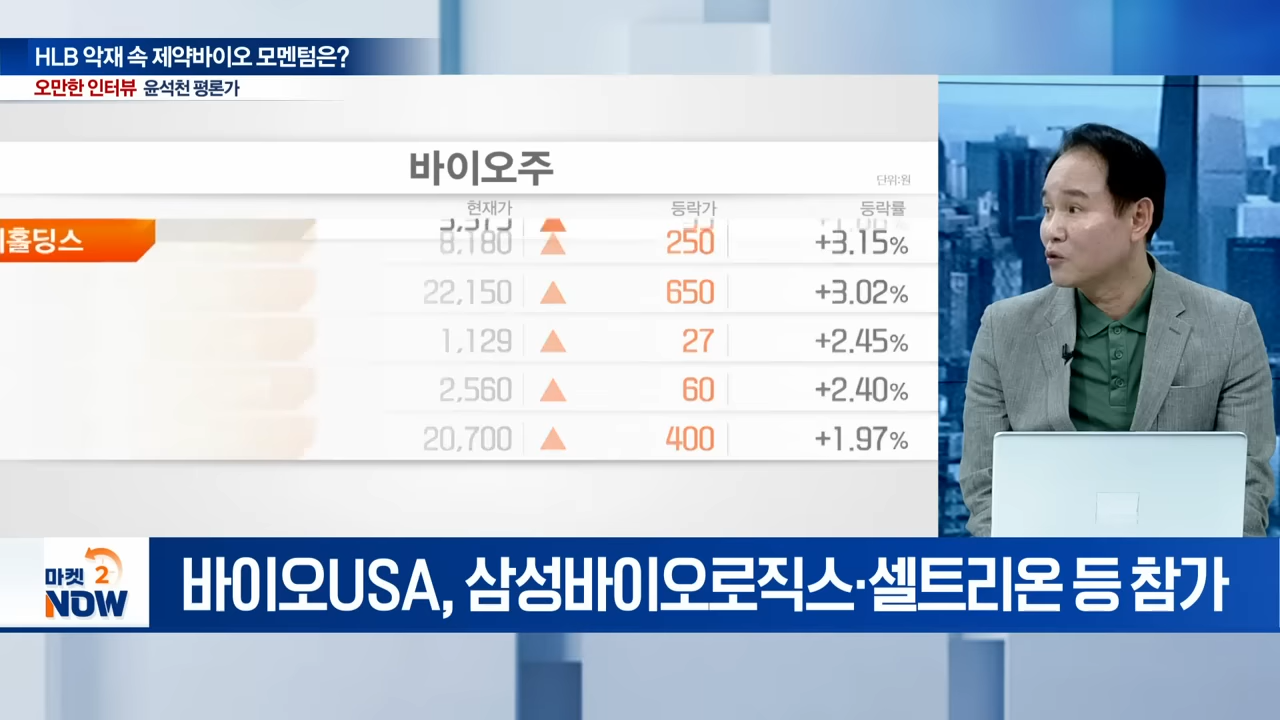 HLB 악재 속 제약바이오 모멘텀은?
오만한 인터뷰 윤석천 평론가
바이오주
단위:원
현재가 등락가 등락률
홀딩스 8,180 ▲ 250 +3.15%
22,150 ▲ 650 +3.02%
1,129 ▲ 27 +2.45%
2,560 ▲ 60 +2.40%
20,700 ▲ 400 +1.97%
마켓 2
NOW
바이오USA, 삼성바이오로직스·셀트리온 등 참가